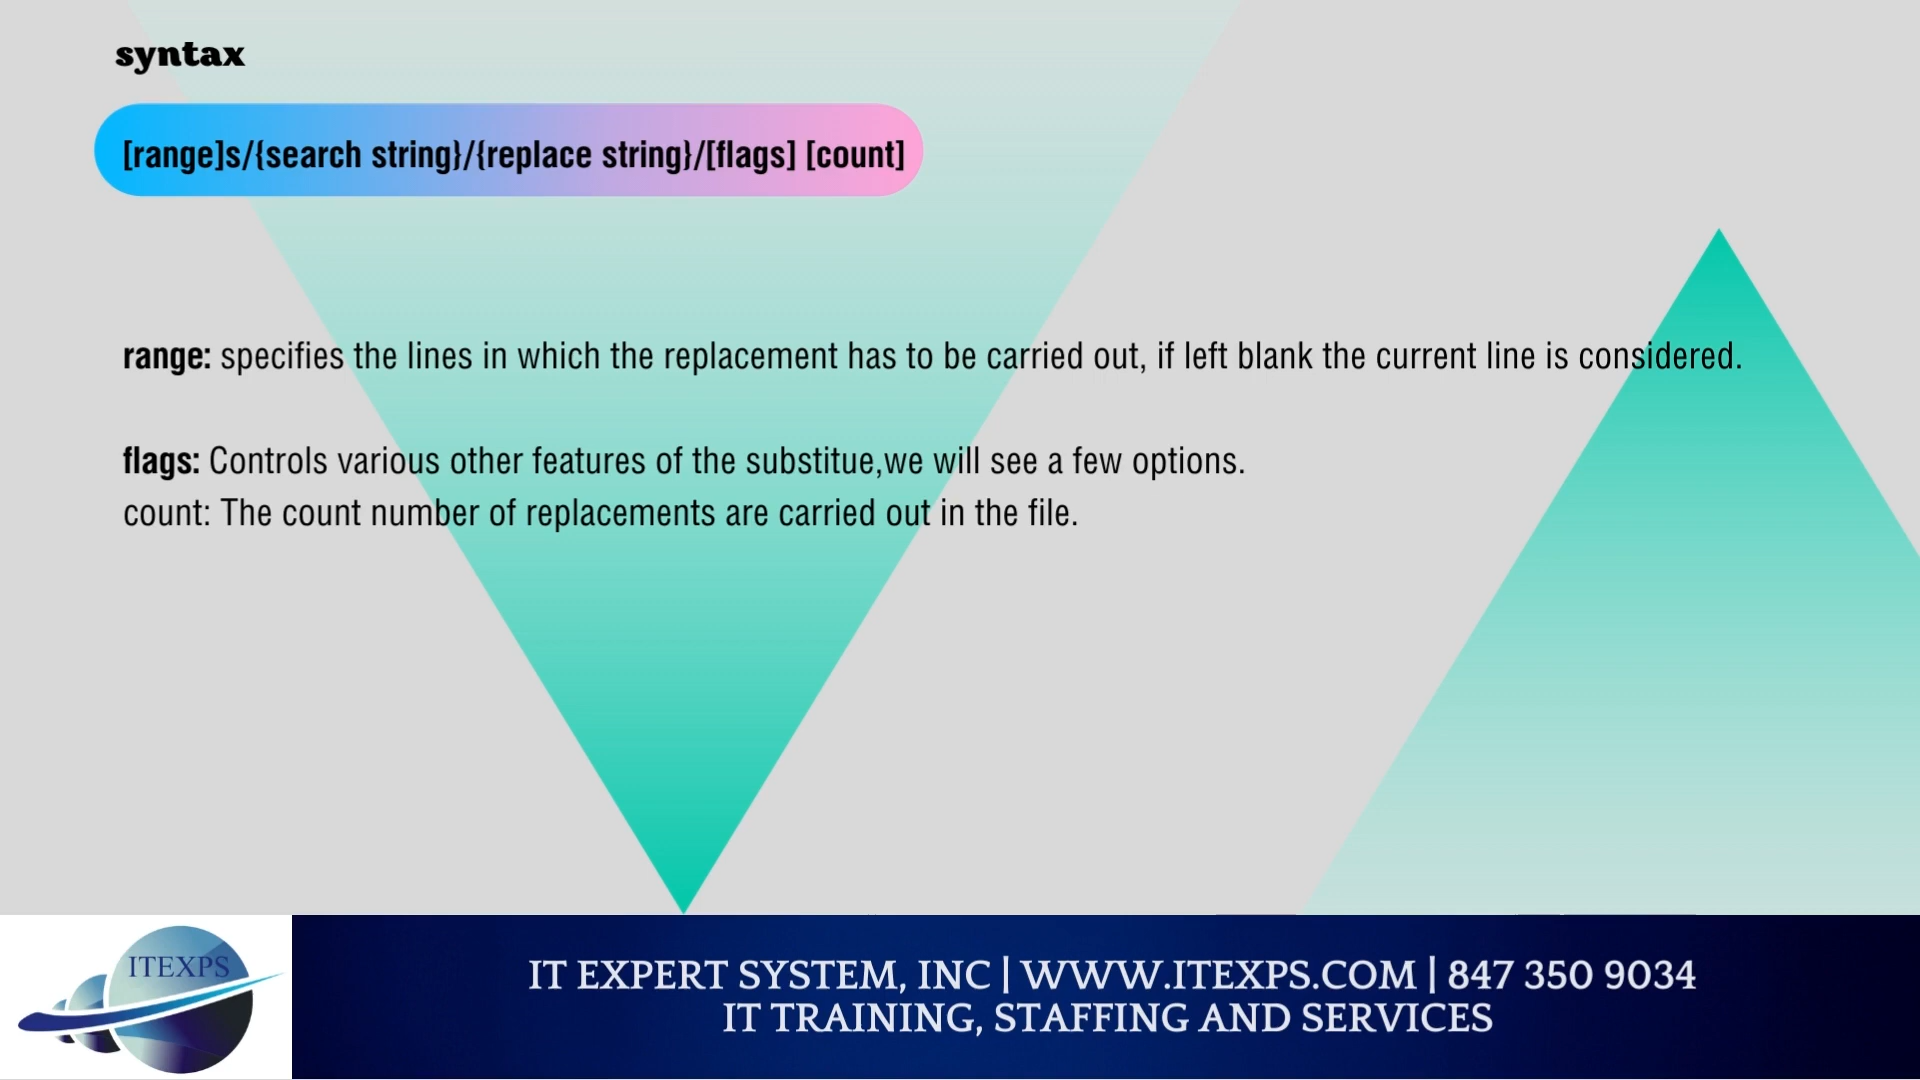 syntax
[range]s/{search string}/{replace string}/[flags] [count]
range: specifies the lines in which the replacement has to be carried out, if left blank the current line is considered.
flags: Controls various other features of the substitue,we will see a few options.
count: The count number of replacements are carried out in the file.
ITEXPS
IT EXPERT SYSTEM, INC | WWW.ITEXPS.COM | 847 350 9034
IT TRAINING, STAFFING AND SERVICES